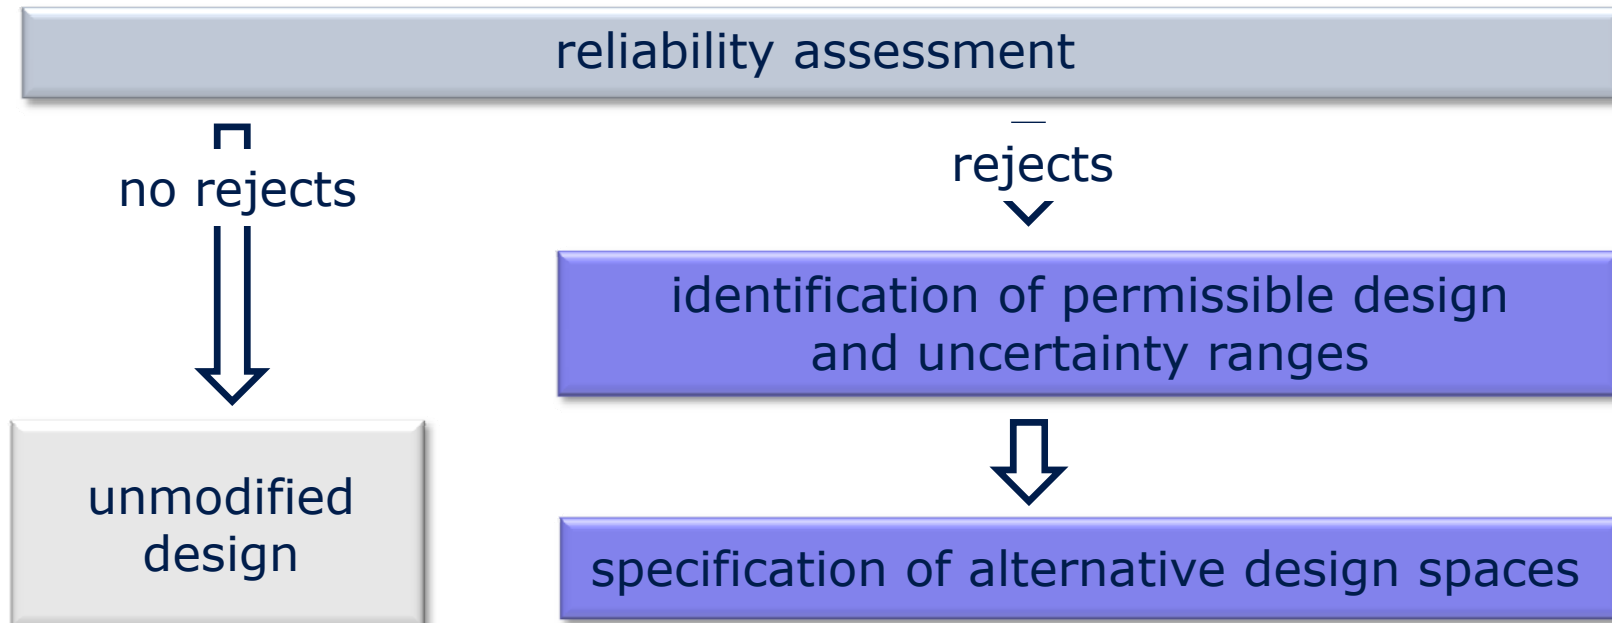 reliability assessment
no rejects
rejects
identification of permissible design
and uncertainty ranges
unmodified
design
specification of alternative design spaces